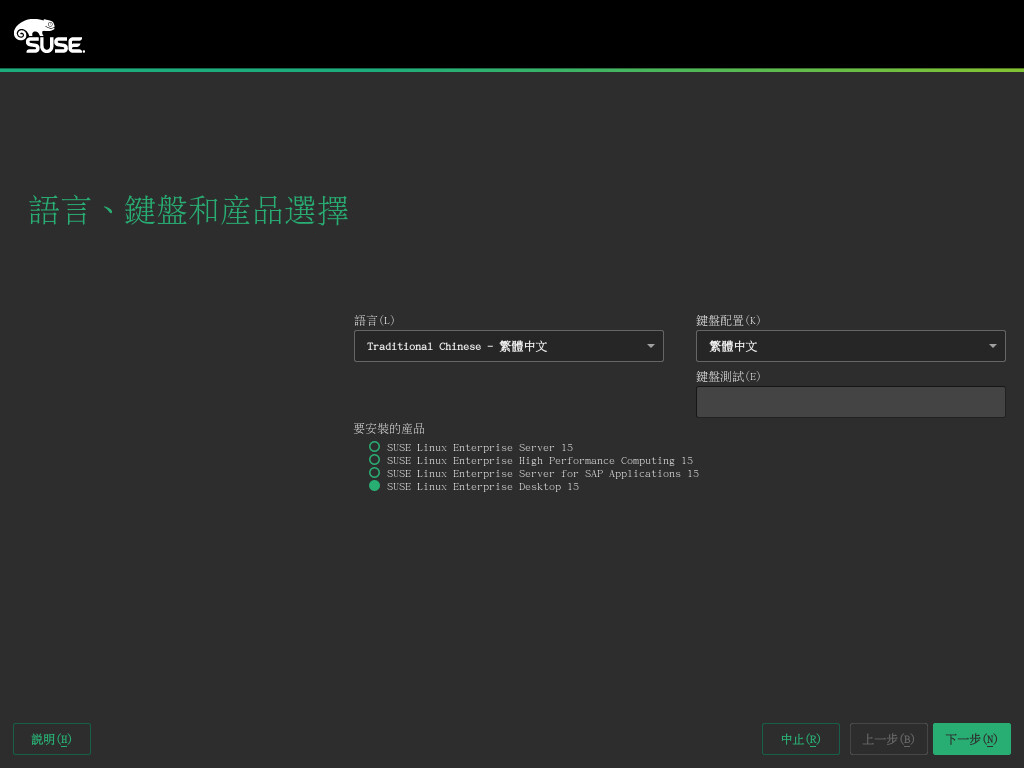 SUSE.
語言、鍵盤和產品選擇
語言(L)
鍵盤配置(K)
Traditional Chinese - 繁體中文
繁體中文
鍵盤測試(E)
要安裝的產品
SUSE Linux Enterprise Server 15
SUSE Linux Enterprise High Performance Computing 15
SUSE Linux Enterprise Server for SAP Applications 15
SUSE Linux Enterprise Desktop 15
説明(H)
中止(R)
上一步(B)
下一步(N)